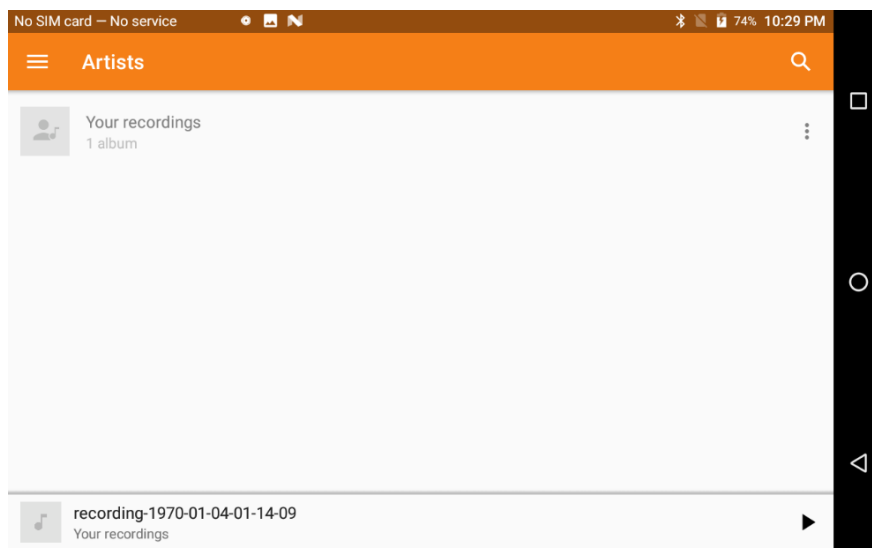 No SIM card — No service 74% 10:29 PM
Artists
Your recordings
1 album
recording-1970-01-04-01-14-09
Your recordings